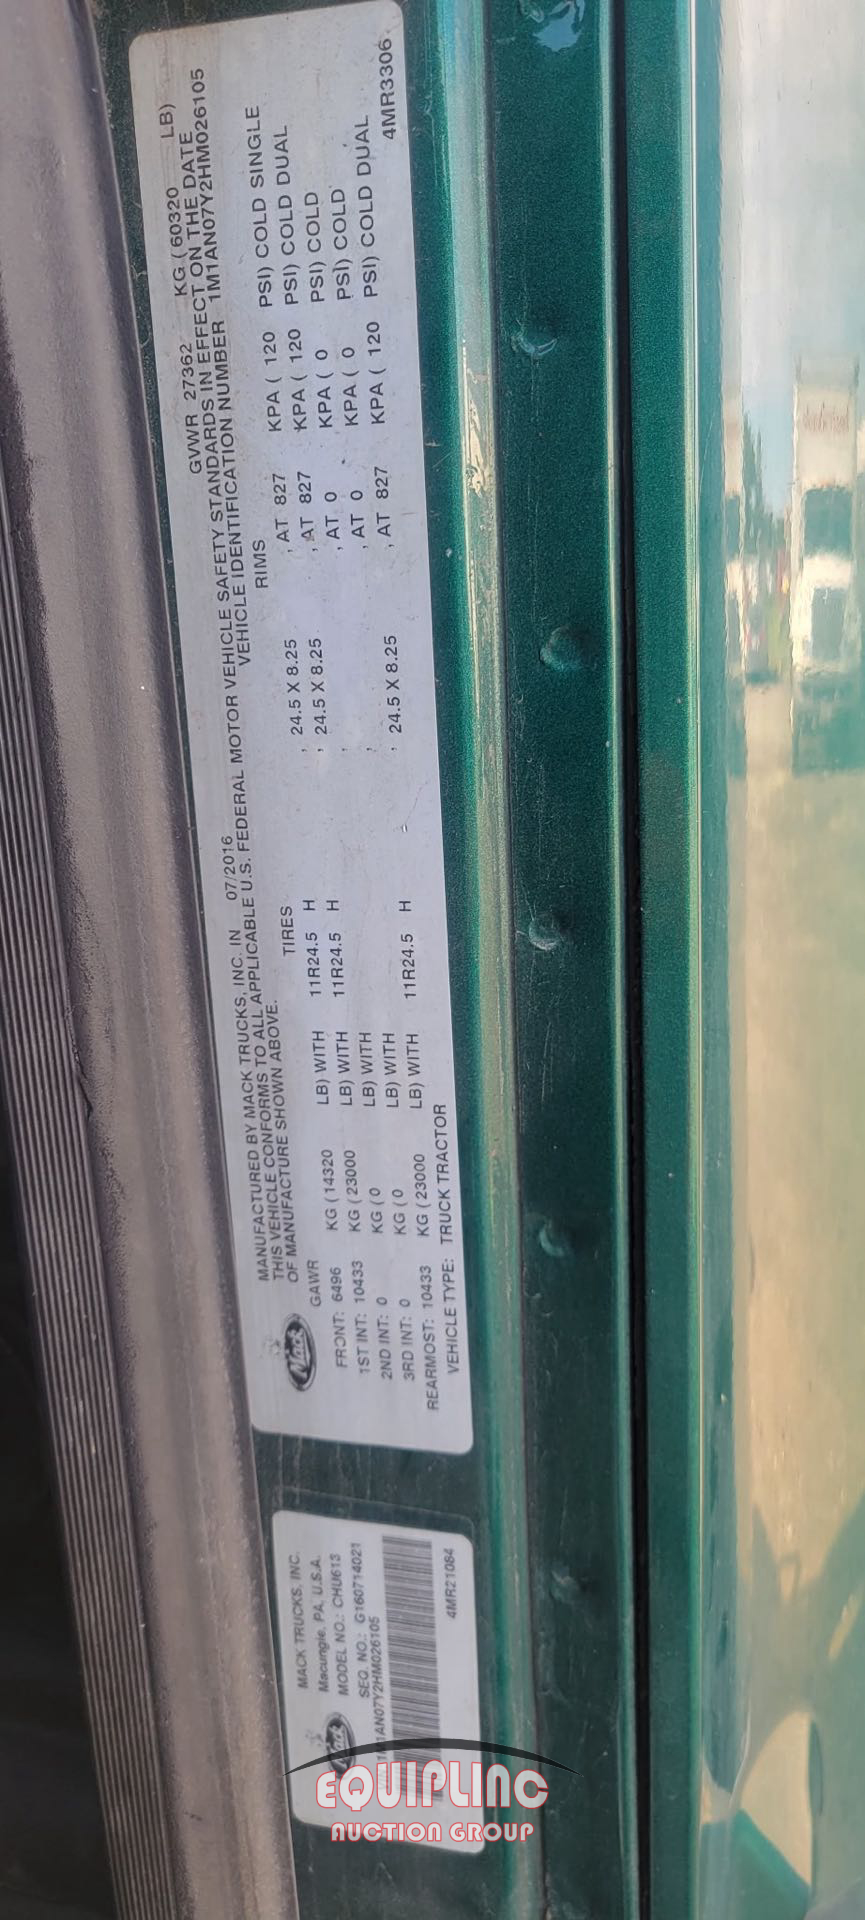 GVWR 27362 KG ( 60320 LB)
MANUFACTURED BY MACK TRUCKS, INC. IN 07/2016
THIS VEHICLE CONFORMS TO ALL APPLICABLE U.S. FEDERAL MOTOR VEHICLE SAFETY STANDARDS IN EFFECT ON THE DATE
OF MANUFACTURE SHOWN ABOVE. VEHICLE IDENTIFICATION NUMBER 1M1AN07Y2HM026105
GAWR TIRES RIMS
FRONT: 6496 KG ( 14320 LB) WITH 11R24.5 H , 24.5 X 8.25 , AT 827 KPA ( 120 PSI) COLD SINGLE
1ST INT: 10433 KG ( 23000 LB) WITH 11R24.5 H , 24.5 X 8.25 , AT 827 KPA ( 120 PSI) COLD DUAL
2ND INT: 0 KG ( 0 LB) WITH , , AT 0 KPA ( 0 PSI) COLD
3RD INT: 0 KG ( 0 LB) WITH , , AT 0 KPA ( 0 PSI) COLD
REARMOST: 10433 KG ( 23000 LB) WITH 11R24.5 H , 24.5 X 8.25 , AT 827 KPA ( 120 PSI) COLD DUAL
VEHICLE TYPE: TRUCK TRACTOR 4MR3306
Mack
MACK TRUCKS, INC.
Macungie, PA, U.S.A.
MODEL NO.: CHU613
SEQ. NO.: G160714021
1M1AN07Y2HM026105
4MR21084
Mack
EQUIPLINC
AUCTION GROUP